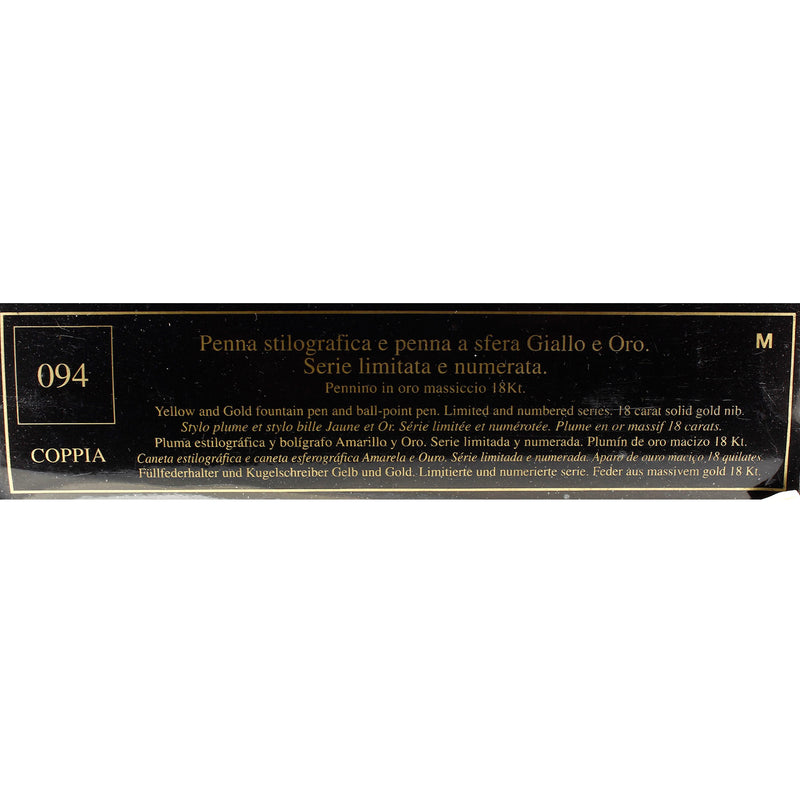 094
COPPIA
Penna stilografica e penna a sfera Giallo e Oro.
Serie limitata e numerata.
Pennino in oro massiccio 18Kt.
Yellow and Gold fountain pen and ball-point pen. Limited and numbered series. 18 carat solid gold nib.
Stylo plume et stylo bille Jaune et Or. Série limitée et numérotée. Plume en or massif 18 carats.
Pluma estilográfica y bolígrafo Amarillo y Oro. Serie limitada y numerada. Plumín de oro macizo 18 Kt.
Caneta estilográfica e caneta esferográfica Amarela e Ouro. Série limitada e numerada. Aparo de ouro maciço 18 quilates.
Füllfederhalter und Kugelschreiber Gelb und Gold. Limitierte und numerierte serie. Feder aus massivem gold 18 Kt.
M